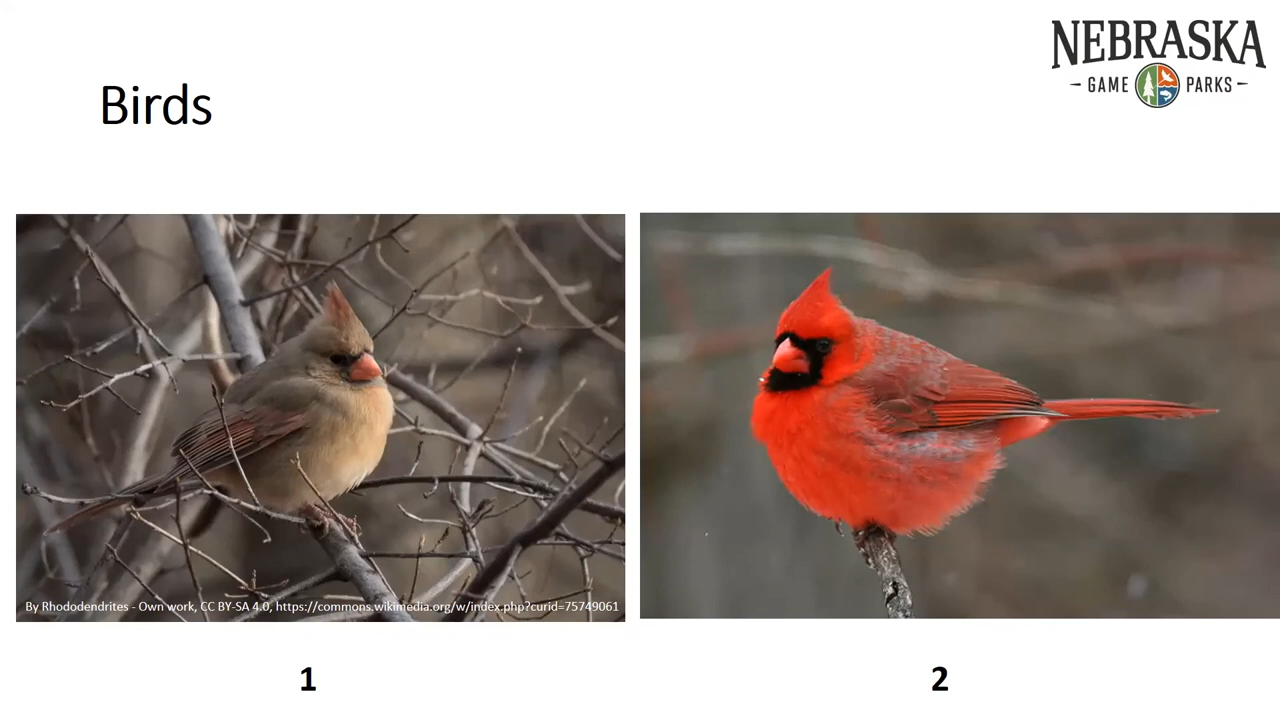 NEBRASKA
GAME PARKS
Birds
By Rhododendrites - Own work, CC BY-SA 4.0, https://commons.wikimedia.org/w/index.php?curid=75749061
1
2